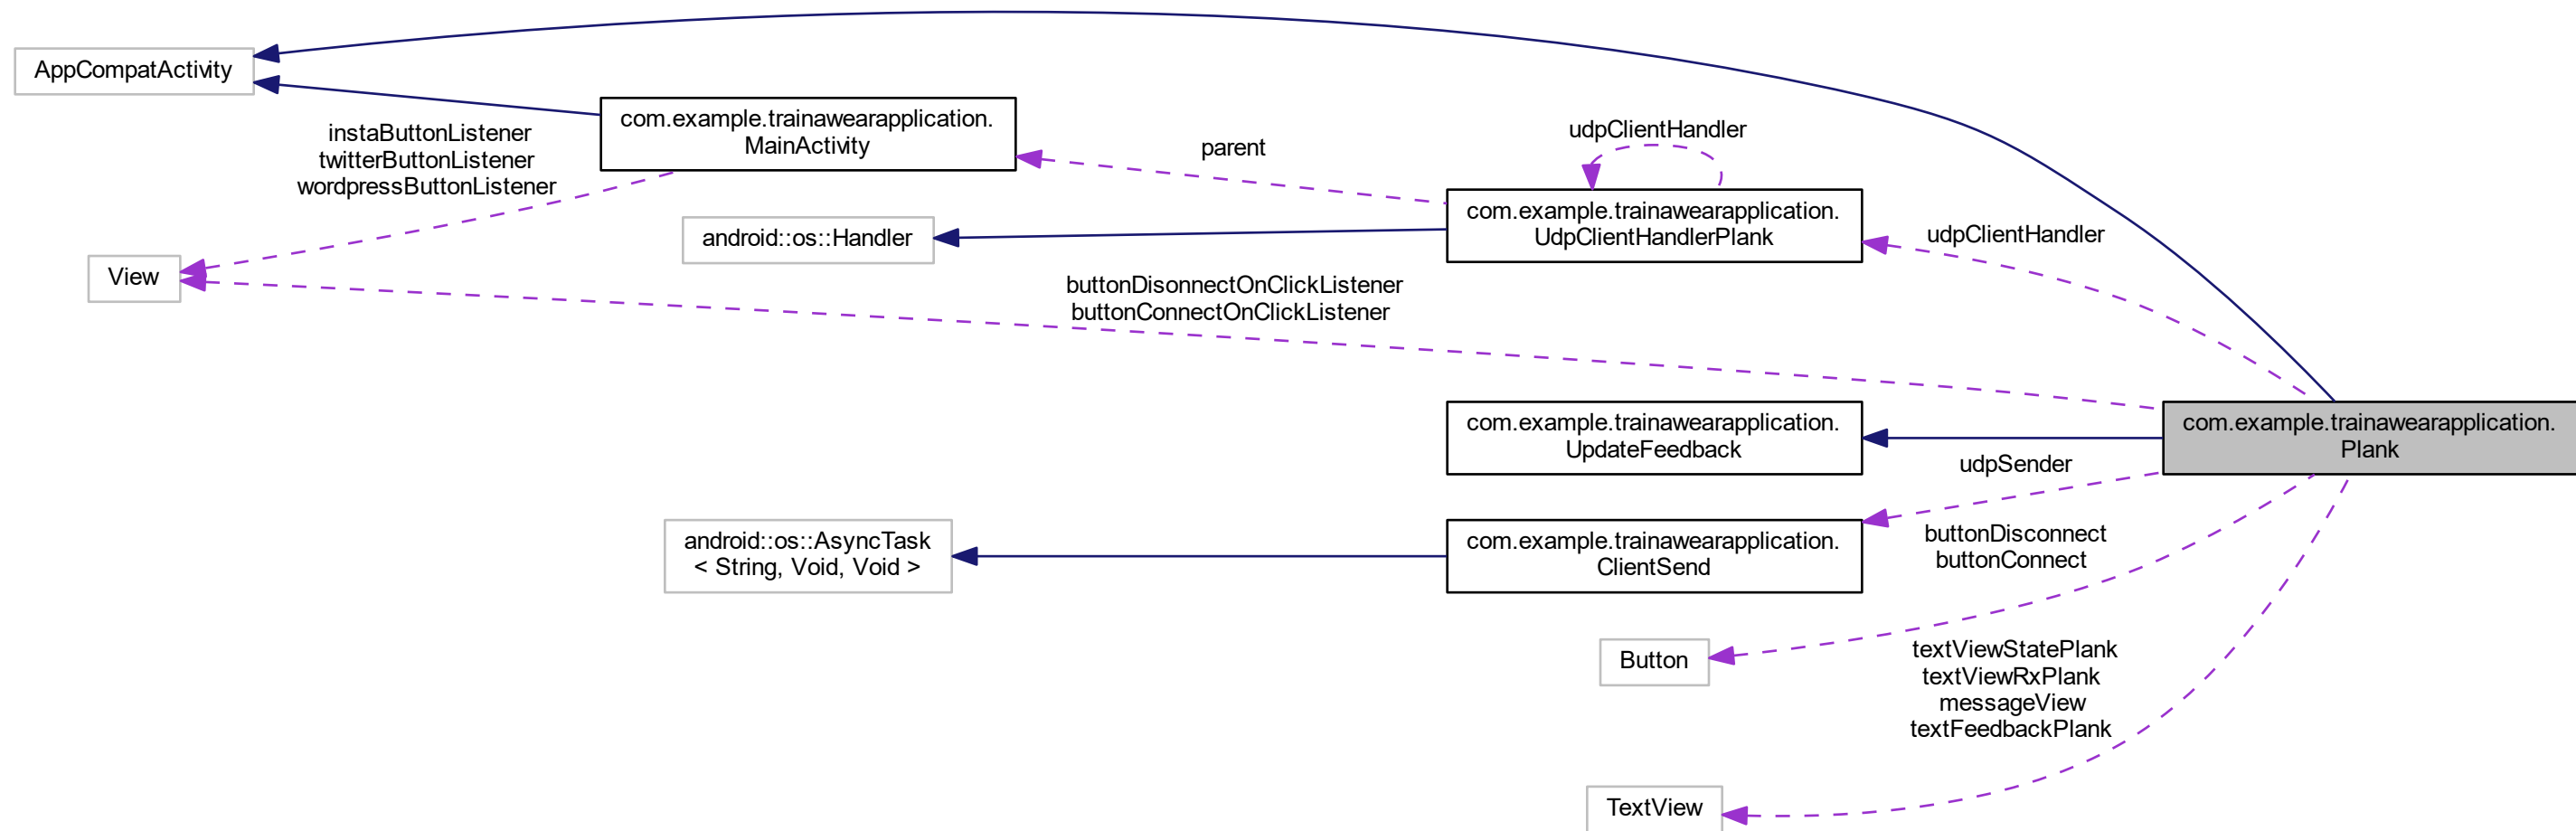 AppCompatActivity
com.example.trainawearapplication.
MainActivity
instaButtonListener
twitterButtonListener
wordpressButtonListener
parent
udpClientHandler
android::os::Handler
com.example.trainawearapplication.
UdpClientHandlerPlank
udpClientHandler
View
buttonDisonnectOnClickListener
buttonConnectOnClickListener
com.example.trainawearapplication.
UpdateFeedback
com.example.trainawearapplication.
Plank
udpSender
android::os::AsyncTask
< String, Void, Void >
com.example.trainawearapplication.
ClientSend
buttonDisconnect
buttonConnect
Button
textViewStatePlank
textViewRxPlank
messageView
textFeedbackPlank
TextView